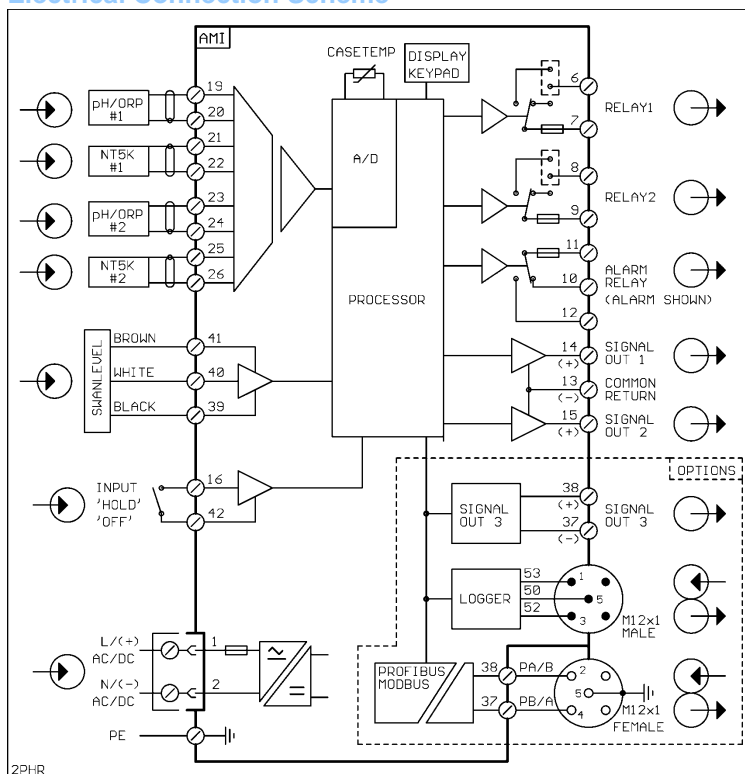 Electrical Connection Scheme
AMI
CASETEMP
DISPLAY
KEYPAD
A/D
PROCESSOR
pH/ORP
#1
19
20
NT5K
#1
21
22
pH/ORP
#2
23
24
NT5K
#2
25
26
SWANLEVEL
BROWN
41
WHITE
40
BLACK
39
INPUT
'HOLD'
'OFF'
16
42
L/(+)
AC/DC
1
N/(-)
AC/DC
2
PE
6
RELAY1
7
8
RELAY2
9
11
10
ALARM
RELAY
(ALARM SHOWN)
12
14
(+)
SIGNAL
OUT 1
13
(-)
COMMON
RETURN
15
(+)
SIGNAL
OUT 2
OPTIONS
SIGNAL
OUT 3
38
(+)
37
(-)
SIGNAL
OUT 3
LOGGER
53
50
52
1
5
3
M12x1
MALE
PROFIBUS
MODBUS
38
PA/B
37
PB/A
2
5
4
M12x1
FEMALE
2PHR